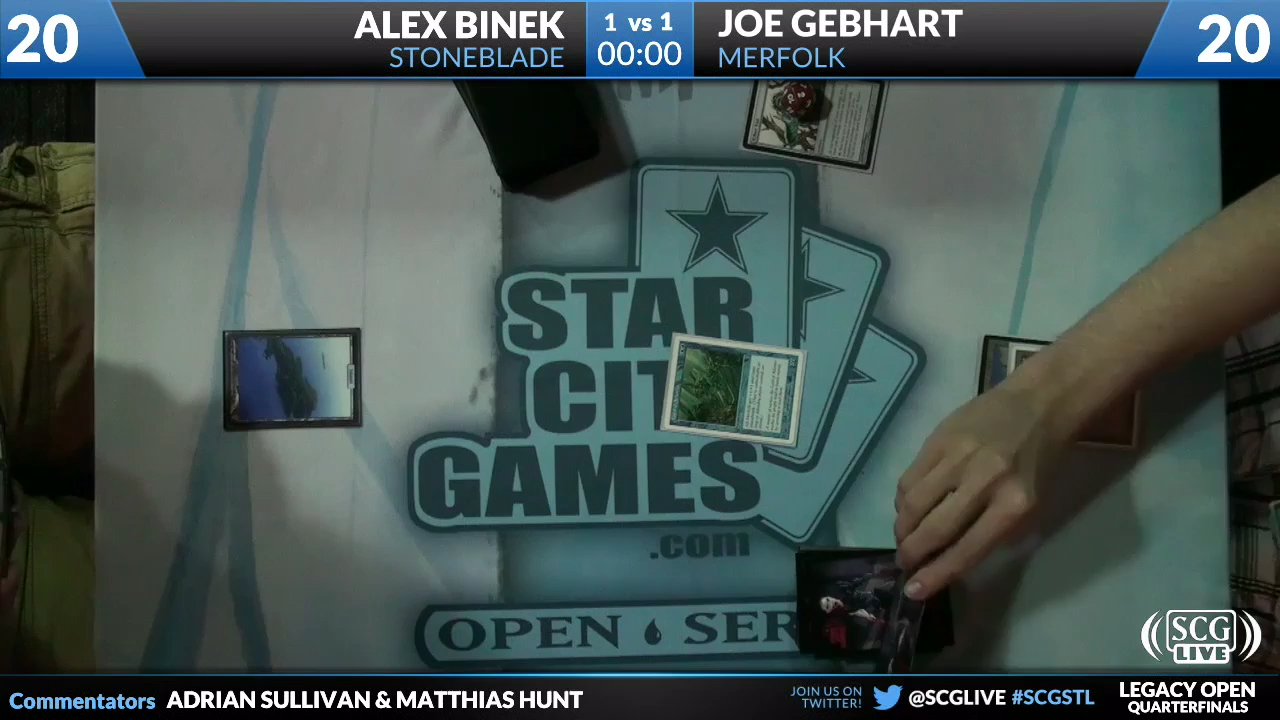 20
ALEX BINEK
STONEBLADE
1 vs 1
00:00
JOE GEBHART
MERFOLK
20
STAR
CIT
GAMES
.com
OPEN SER
SCG
LIVE
Commentators ADRIAN SULLIVAN & MATTHIAS HUNT
JOIN US ON
TWITTER!
@SCGLIVE #SCGSTL
LEGACY OPEN
QUARTERFINALS